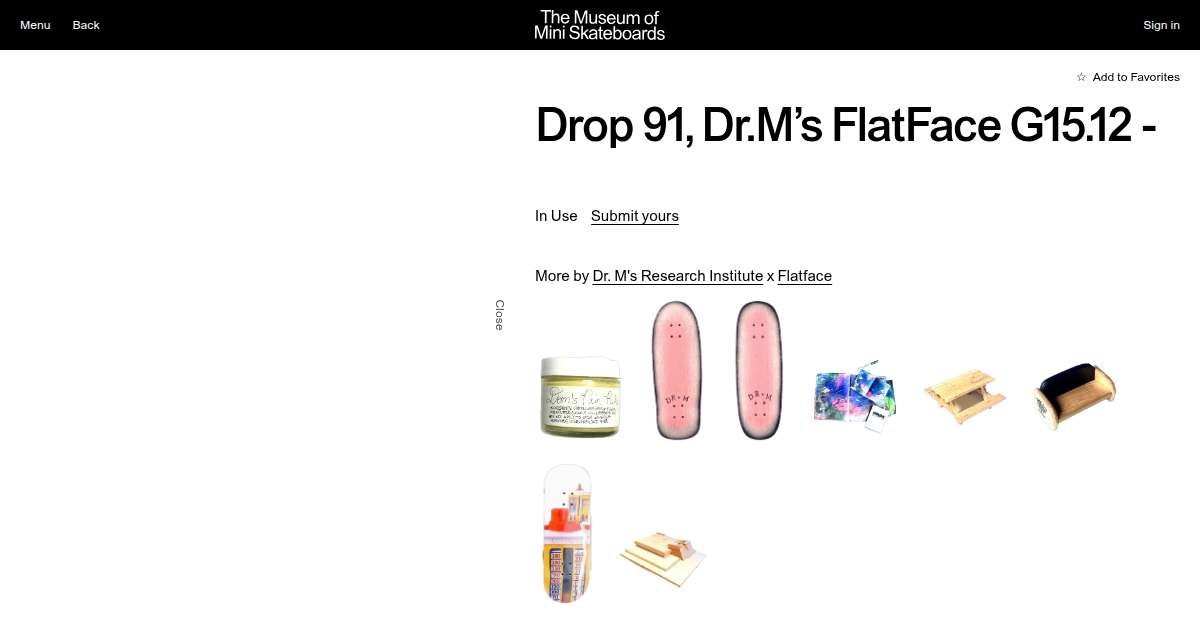 Menu
Back
The Museum of
Mini Skateboards
Sign in
☆ Add to Favorites
Drop 91, Dr.M’s FlatFace G15.12 -
In Use Submit yours
More by Dr. M's Research Institute x Flatface
Close
DR•M
DR•M